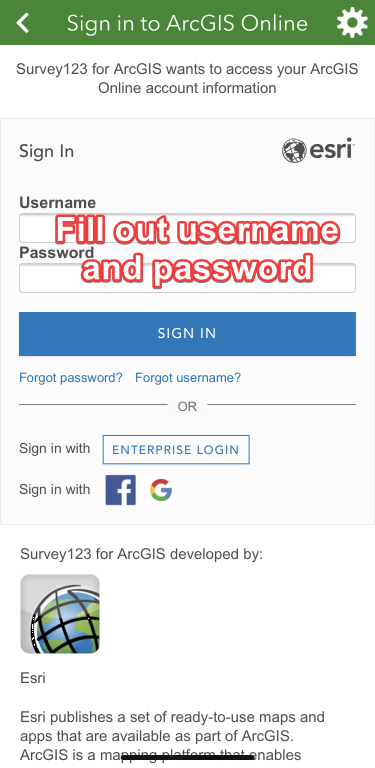 Sign in to ArcGIS Online
Survey123 for ArcGIS wants to access your ArcGIS
Online account information
Sign In
esri
Username
Fill out username
Password
and password
SIGN IN
Forgot password? Forgot username?
OR
Sign in with ENTERPRISE LOGIN
Sign in with f G
Survey123 for ArcGIS developed by:
Esri
Esri publishes a set of ready-to-use maps and
apps that are available as part of ArcGIS.
ArcGIS is a mapping platform that enables